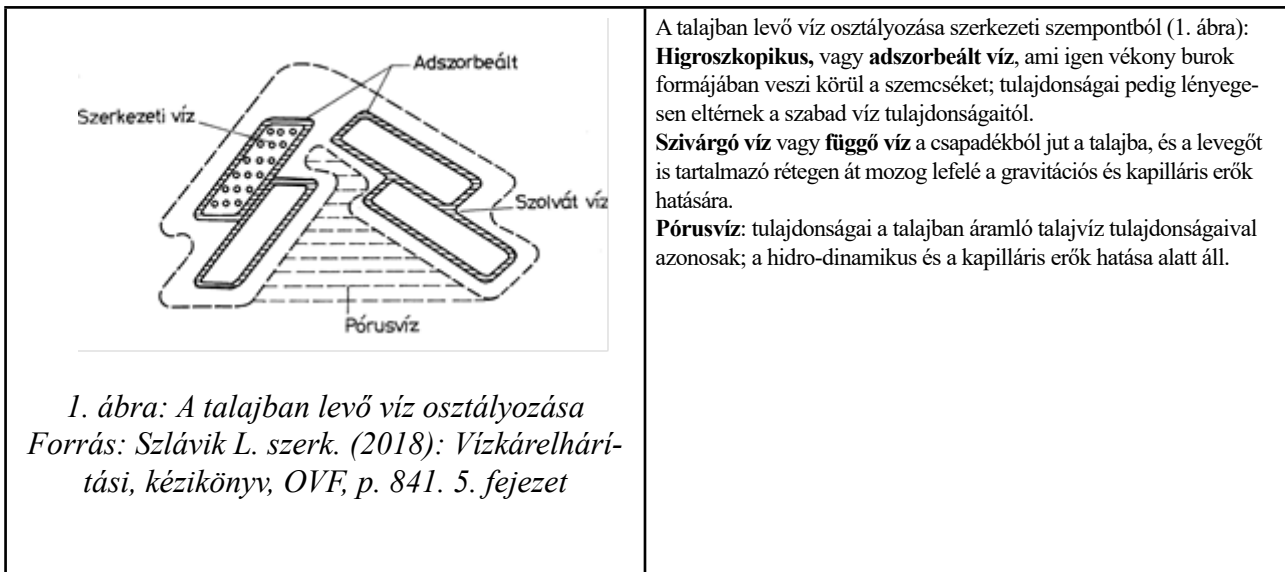 Adszorbeált
Szerkezeti víz
Szolvát víz
Pórusvíz
1. ábra: A talajban levő víz osztályozása
Forrás: Szlávik L. szerk. (2018): Vízkárelhárí-
tási, kézikönyv, OVF, p. 841. 5. fejezet
A talajban levő víz osztályozása szerkezeti szempontból (1. ábra):
Higroszkopikus, vagy adszorbeált víz, ami igen vékony burok
formájában veszi körül a szemcséket; tulajdonságai pedig lényege-
sen eltérnek a szabad víz tulajdonságaitól.
Szivárgó víz vagy függő víz a csapadékból jut a talajba, és a levegőt
is tartalmazó rétegen át mozog lefelé a gravitációs és kapilláris erők
hatására.
Pórusvíz: tulajdonságai a talajban áramló talajvíz tulajdonságaival
azonosak; a hidro-dinamikus és a kapilláris erők hatása alatt áll.